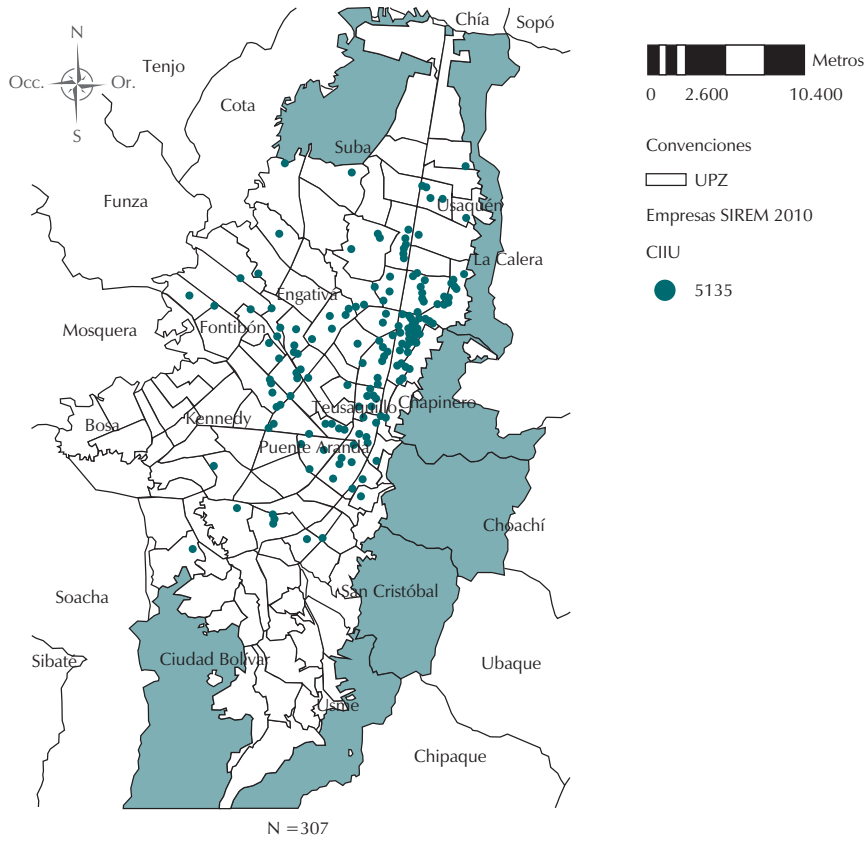 Chía
Sopó
N
Tenjo
Occ.
Or.
Cota
S
Suba
Funza
Usaquén
La Calera
Engativa
Mosquera
Fontibón
Teusaquillo
Chapinero
Bosa
Kennedy
Puente Aranda
Choachí
Soacha
San Cristóbal
Sibaté
Ciudad Bolívar
Ubaque
Usme
Chipaque
N =307
Metros
0 2.600 10.400
Convenciones
UPZ
Empresas SIREM 2010
CIIU
5135